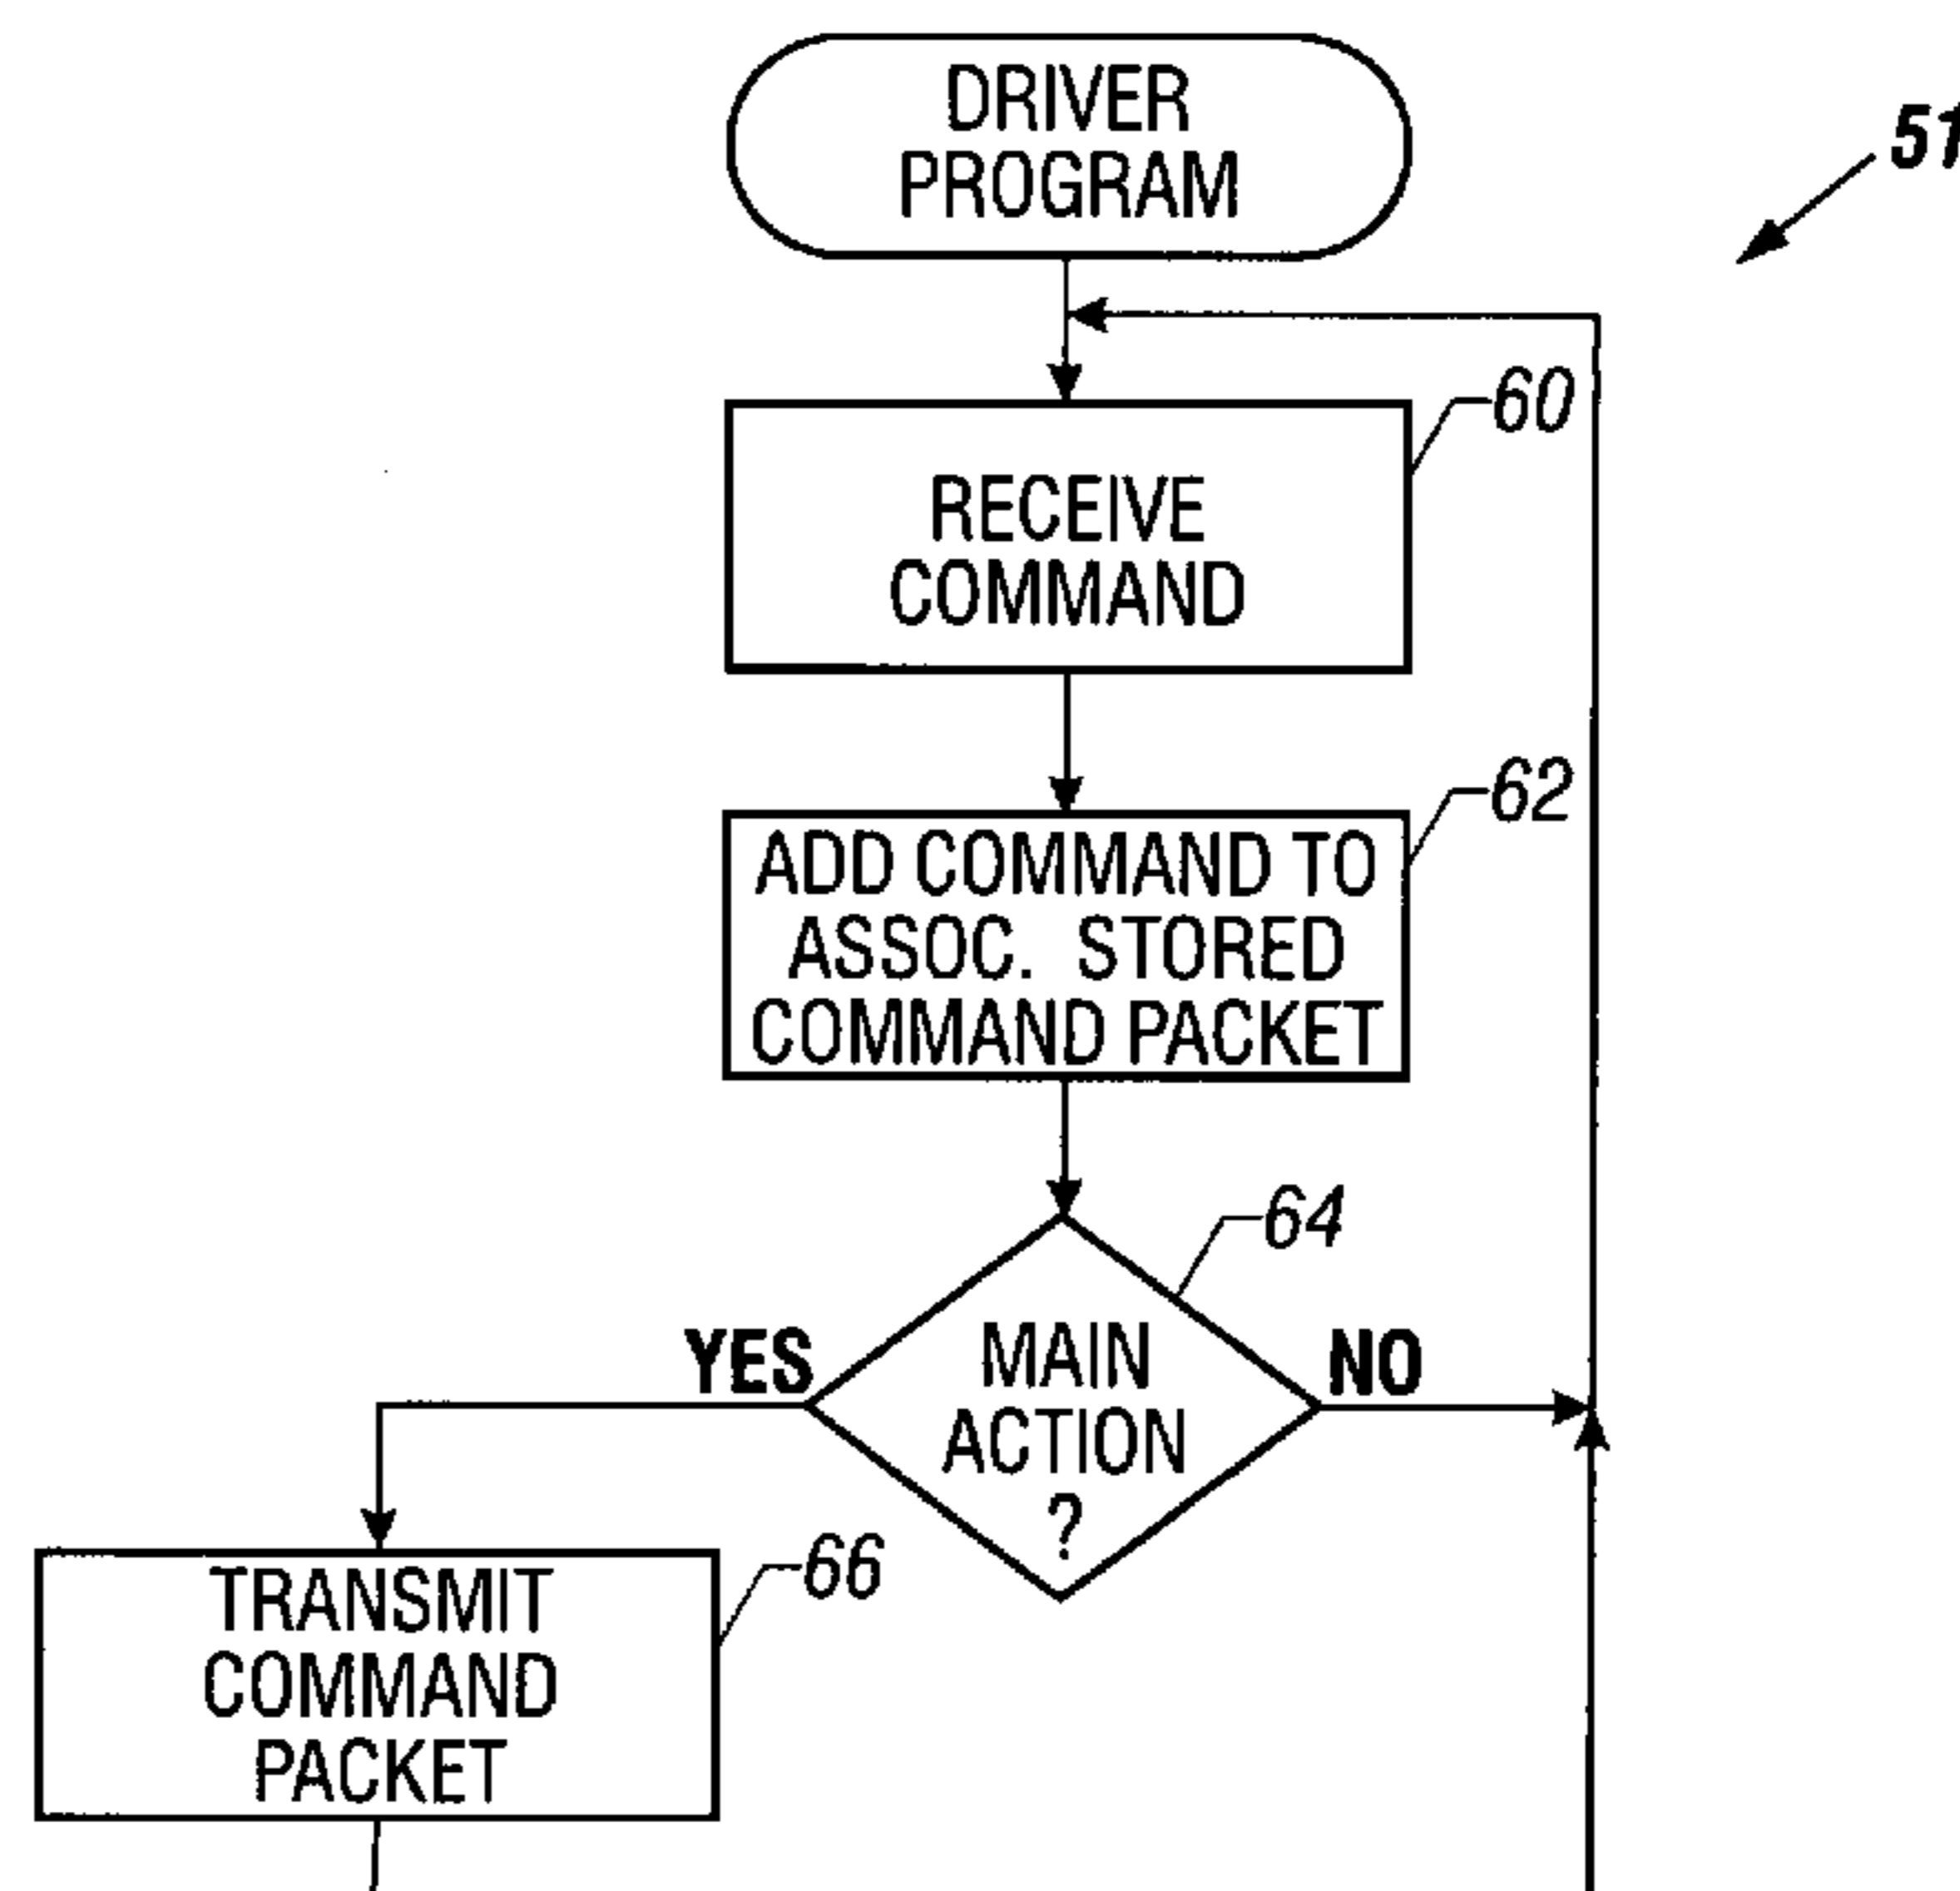 DRIVER
PROGRAM
51
60
RECEIVE
COMMAND
62
ADD COMMAND TO
ASSOC. STORED
COMMAND PACKET
64
YES
MAIN
ACTION
?
NO
66
TRANSMIT
COMMAND
PACKET